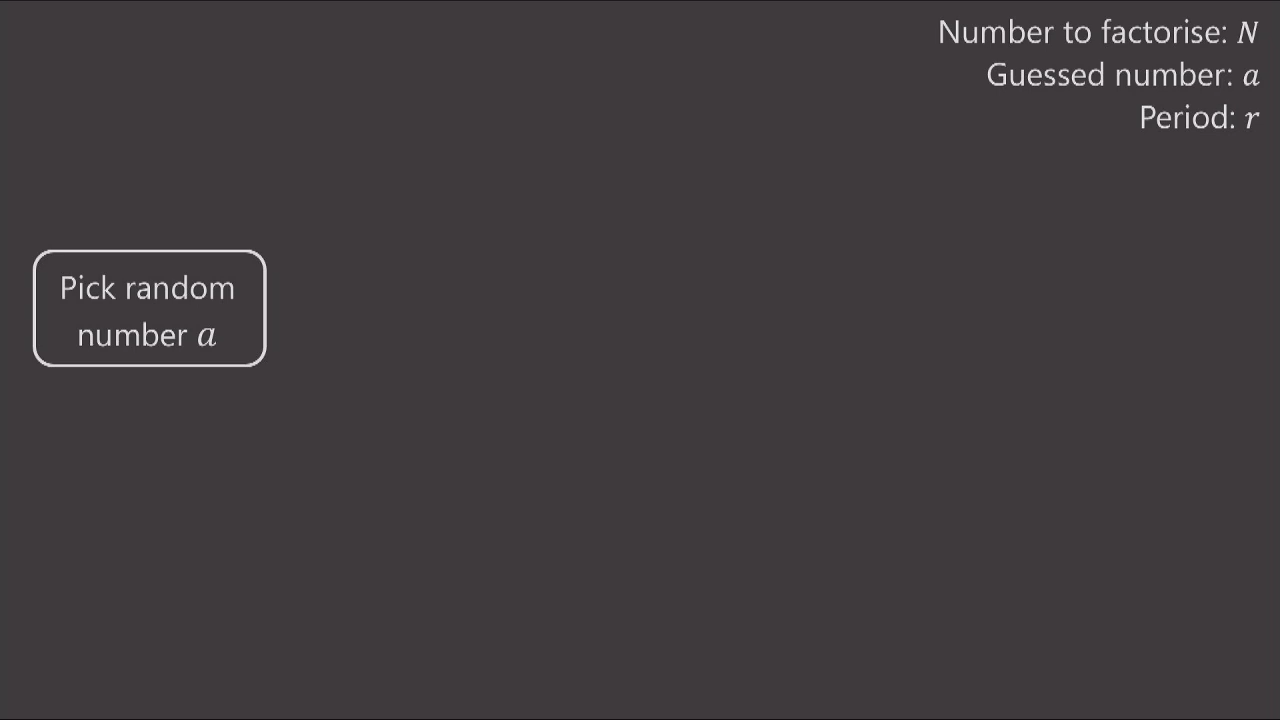 Number to factorise: N
Guessed number: a
Period: r
Pick random
number a